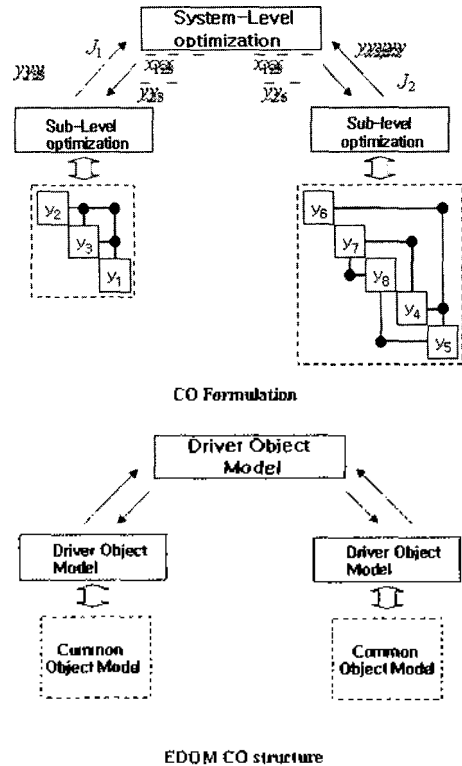 System-Level
optimization
J₁
J₂
Sub-Level
optimization
Sub-level
optimization
y₂
y₃
y₁
y₆
y₇
y₈
y₄
y₅
CO Formulation
Driver Object
Model
Driver Object
Model
Driver Object
Model
Common
Object Model
Common
Object Model
EDOM CO structure